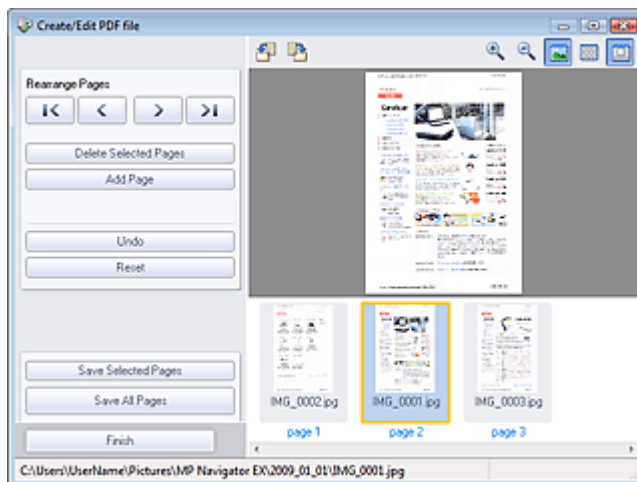 Create/Edit PDF file
Rearrange Pages
Delete Selected Pages
Add Page
Undo
Reset
Save Selected Pages
Save All Pages
Finish
IMG_0002.jpg
IMG_0001.jpg
IMG_0003.jpg
page 1
page 2
page 3
C:\Users\UserName\Pictures\MP Navigator EX\2009_01_01\IMG_0001.jpg